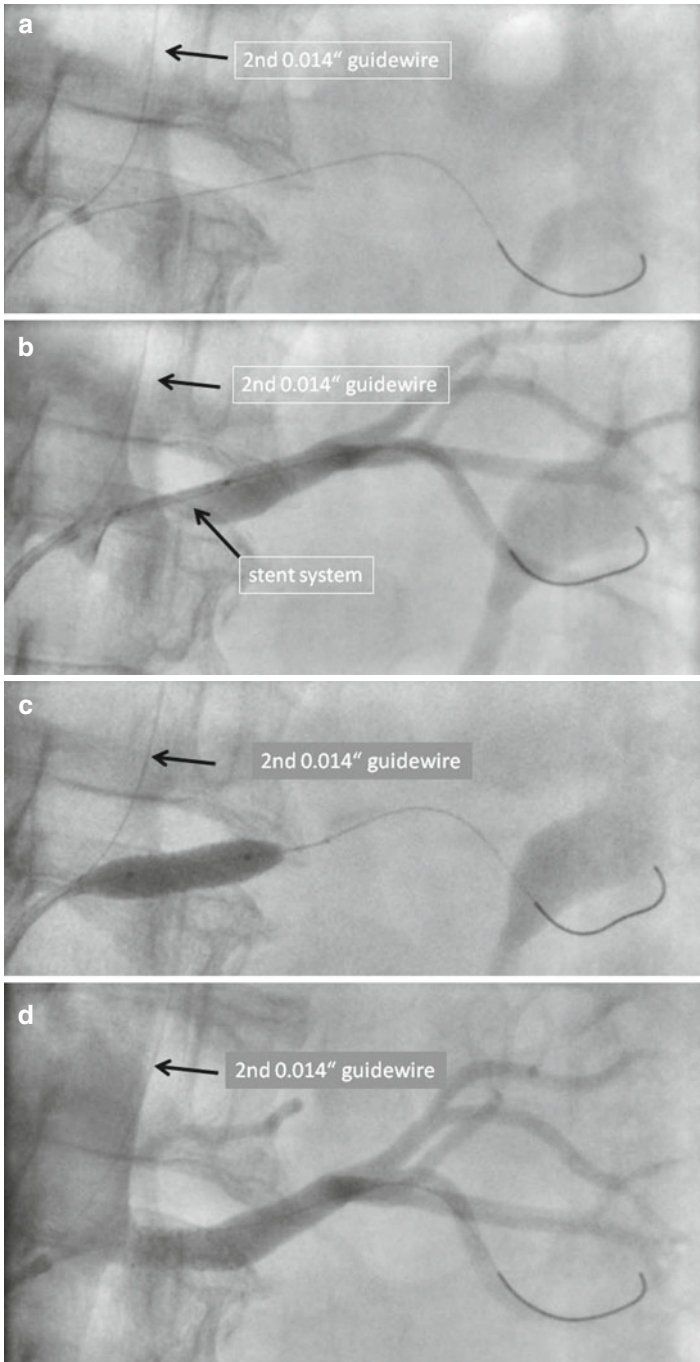 a
2nd 0.014“ guidewire
b
2nd 0.014“ guidewire
stent system
c
2nd 0.014“ guidewire
d
2nd 0.014“ guidewire